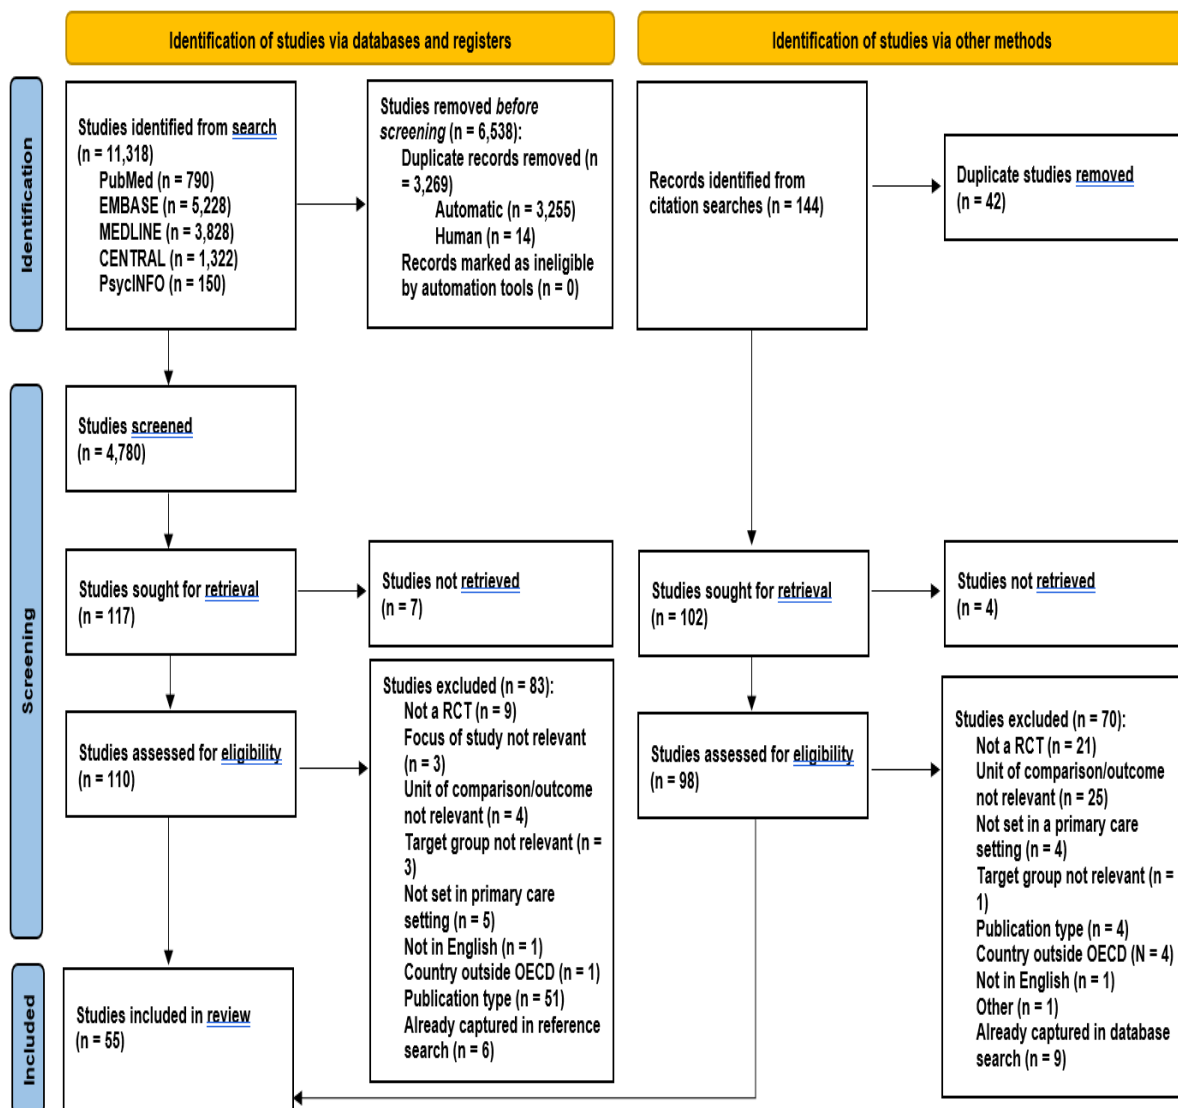 Identification of studies via databases and registers
Identification of studies via other methods
Identification
Studies identified from search
(n = 11,318)
PubMed (n = 790)
EMBASE (n = 5,228)
MEDLINE (n = 3,828)
CENTRAL (n = 1,322)
PsycINFO (n = 150)
Studies removed before
screening (n = 6,538):
Duplicate records removed (n
= 3,269)
Automatic = 3,255)
Human (n = 14)
Records marked as ineligible
by automation tools (n = 0)
Records identified from
citation searches (n = 144)
Duplicate studies removed
(n = 42)
Screening
Studies screened
(n = 4,780)
Studies sought for retrieval
(n = 117)
Studies not retrieved
(n = 7)
Studies sought for retrieval
(n = 102)
Studies not retrieved
(n = 4)
Studies assessed for eligibility
(n = 110)
Studies excluded (n = 83):
Not a RCT (n = 9)
Focus of study not relevant
(n = 3)
Unit of comparison/outcome
not relevant (n = 4)
Target group not relevant (n =
3)
Not set in primary care
setting (n = 5)
Not in English (n = 1)
Country outside OECD (n = 1)
Publication type (n = 51)
Already captured in reference
search (n = 6)
Studies assessed for eligibility
(n = 98)
Studies excluded (n = 70):
Not a RCT (n = 21)
Unit of comparison/outcome
not relevant (n = 25)
Not set in a primary care
setting (n = 4)
Target group not relevant (n =
1)
Publication type (n = 4)
Country outside OECD (N = 4)
Not in English (n = 1)
Other (n = 1)
Already captured in database
search (n = 9)
Included
Studies included in review
(n = 55)